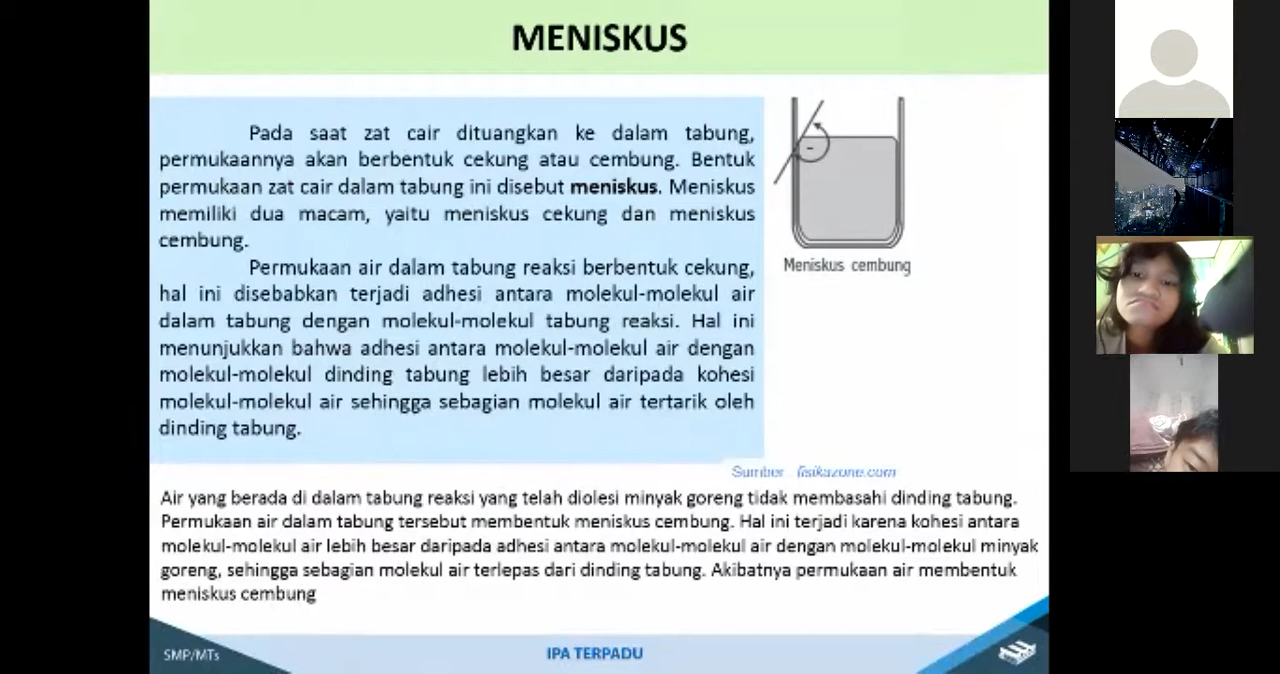 MENISKUS
Pada saat zat cair dituangkan ke dalam tabung,
permukaannya akan berbentuk cekung atau cembung. Bentuk
permukaan zat cair dalam tabung ini disebut meniskus. Meniskus
memiliki dua macam, yaitu meniskus cekung dan meniskus
cembung.
Permukaan air dalam tabung reaksi berbentuk cekung,
hal ini disebabkan terjadi adhesi antara molekul-molekul air
dalam tabung dengan molekul-molekul tabung reaksi. Hal ini
menunjukkan bahwa adhesi antara molekul-molekul air dengan
molekul-molekul dinding tabung lebih besar daripada kohesi
molekul-molekul air sehingga sebagian molekul air tertarik oleh
dinding tabung.
Meniskus cembung
Sumber : fisikazone.com
Air yang berada di dalam tabung reaksi yang telah diolesi minyak goreng tidak membasahi dinding tabung.
Permukaan air dalam tabung tersebut membentuk meniskus cembung. Hal ini terjadi karena kohesi antara
molekul-molekul air lebih besar daripada adhesi antara molekul-molekul air dengan molekul-molekul minyak
goreng, sehingga sebagian molekul air terlepas dari dinding tabung. Akibatnya permukaan air membentuk
meniskus cembung
SMP/MTs
IPA TERPADU